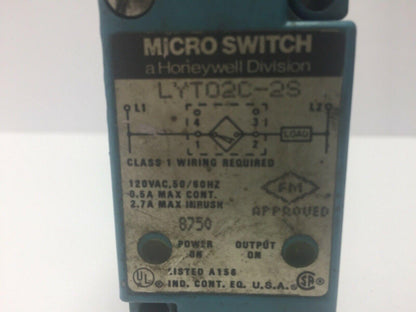 MICRO SWITCH
a Honeywell Division
LYT02C-2S
L1 L2
4 3
1 2 LOAD
CLASS 1 WIRING REQUIRED
120VAC, 50/60HZ
0.5A MAX CONT.
2.7A MAX INRUSH
FM
APPROVED
8750
POWER ON
OUTPUT ON
UL LISTED A156 SA
IND. CONT. EQ. U.S.A.